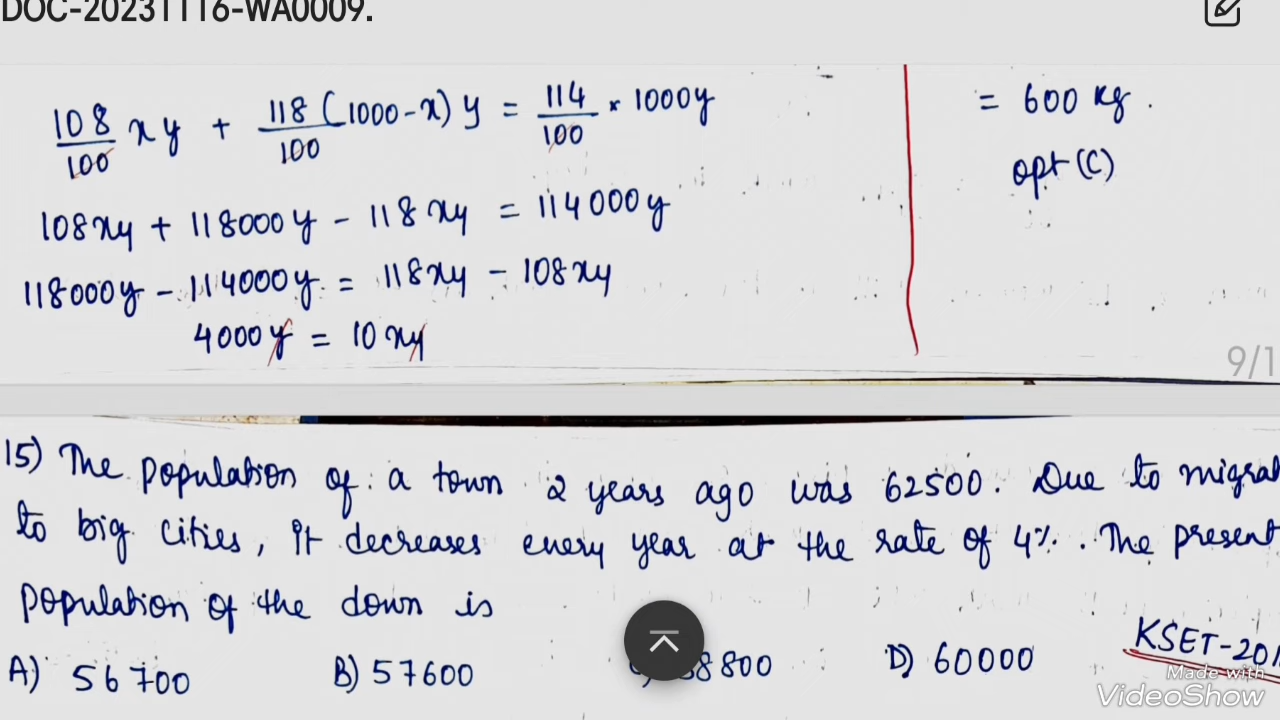 DOC-20231116-WA0009.
108/100 xy + 118(1000-x)y/100 = 114/100 × 1000y
108xy + 118000y - 118xy = 114000y
118000y - 114000y = 118xy - 108xy
4000y = 10xy
= 600 kg.
opt (C)
9/1
15) The population of a town 2 years ago was 62500. Due to migrat
to big cities, it decreases every year at the rate of 4%. The present
population of the down is
A) 56700 B) 57600 8800 D) 60000
KSET-201
Made with
VideoShow